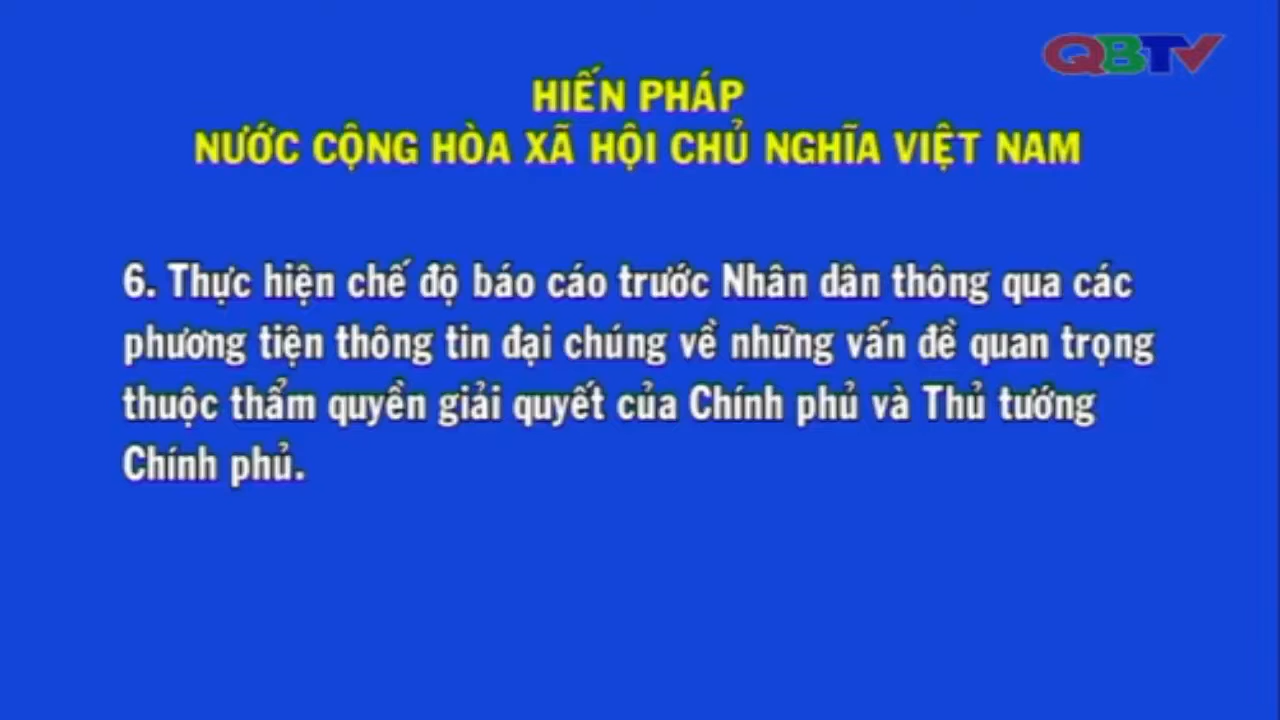 QBTV
HIẾN PHÁP
NƯỚC CỘNG HÒA XÃ HỘI CHỦ NGHĨA VIỆT NAM
6. Thực hiện chế độ báo cáo trước Nhân dân thông qua các
phương tiện thông tin đại chúng về những vấn đề quan trọng
thuộc thẩm quyền giải quyết của Chính phủ và Thủ tướng
Chính phủ.